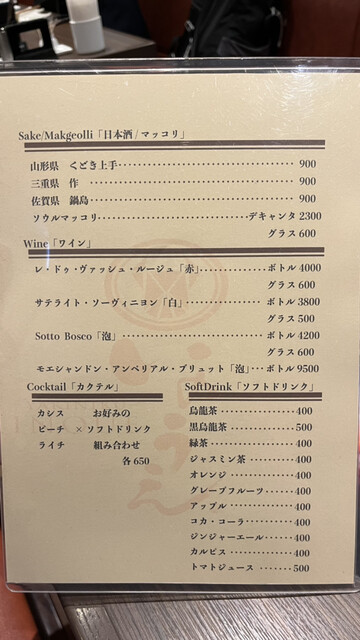 Sake/Makgeolli「日本酒/マッコリ」
山形県 くどき上手 900
三重県 作 900
佐賀県 鍋島 900
ソウルマッコリ デキャンタ 2300
グラス 600
Wine「ワイン」
レ・ドゥ・ヴァッシュ・ルージュ「赤」 ボトル 4000
グラス 600
サテライト・ソーヴィニヨン「白」 ボトル 3800
グラス 500
Sotto Bosco「泡」 ボトル 4200
グラス 600
モエシャンドン・アンペリアル・ブリュット「泡」 ボトル 9500
Cocktail「カクテル」
カシス お好みの
ピーチ ×ソフトドリンク
ライチ 組み合わせ
各650
SoftDrink「ソフトドリンク」
烏龍茶 400
黒烏龍茶 500
緑茶 400
ジャスミン茶 400
オレンジ 400
グレープフルーツ 400
アップル 400
コカ・コーラ 400
ジンジャーエール 400
カルピス 400
トマトジュース 500